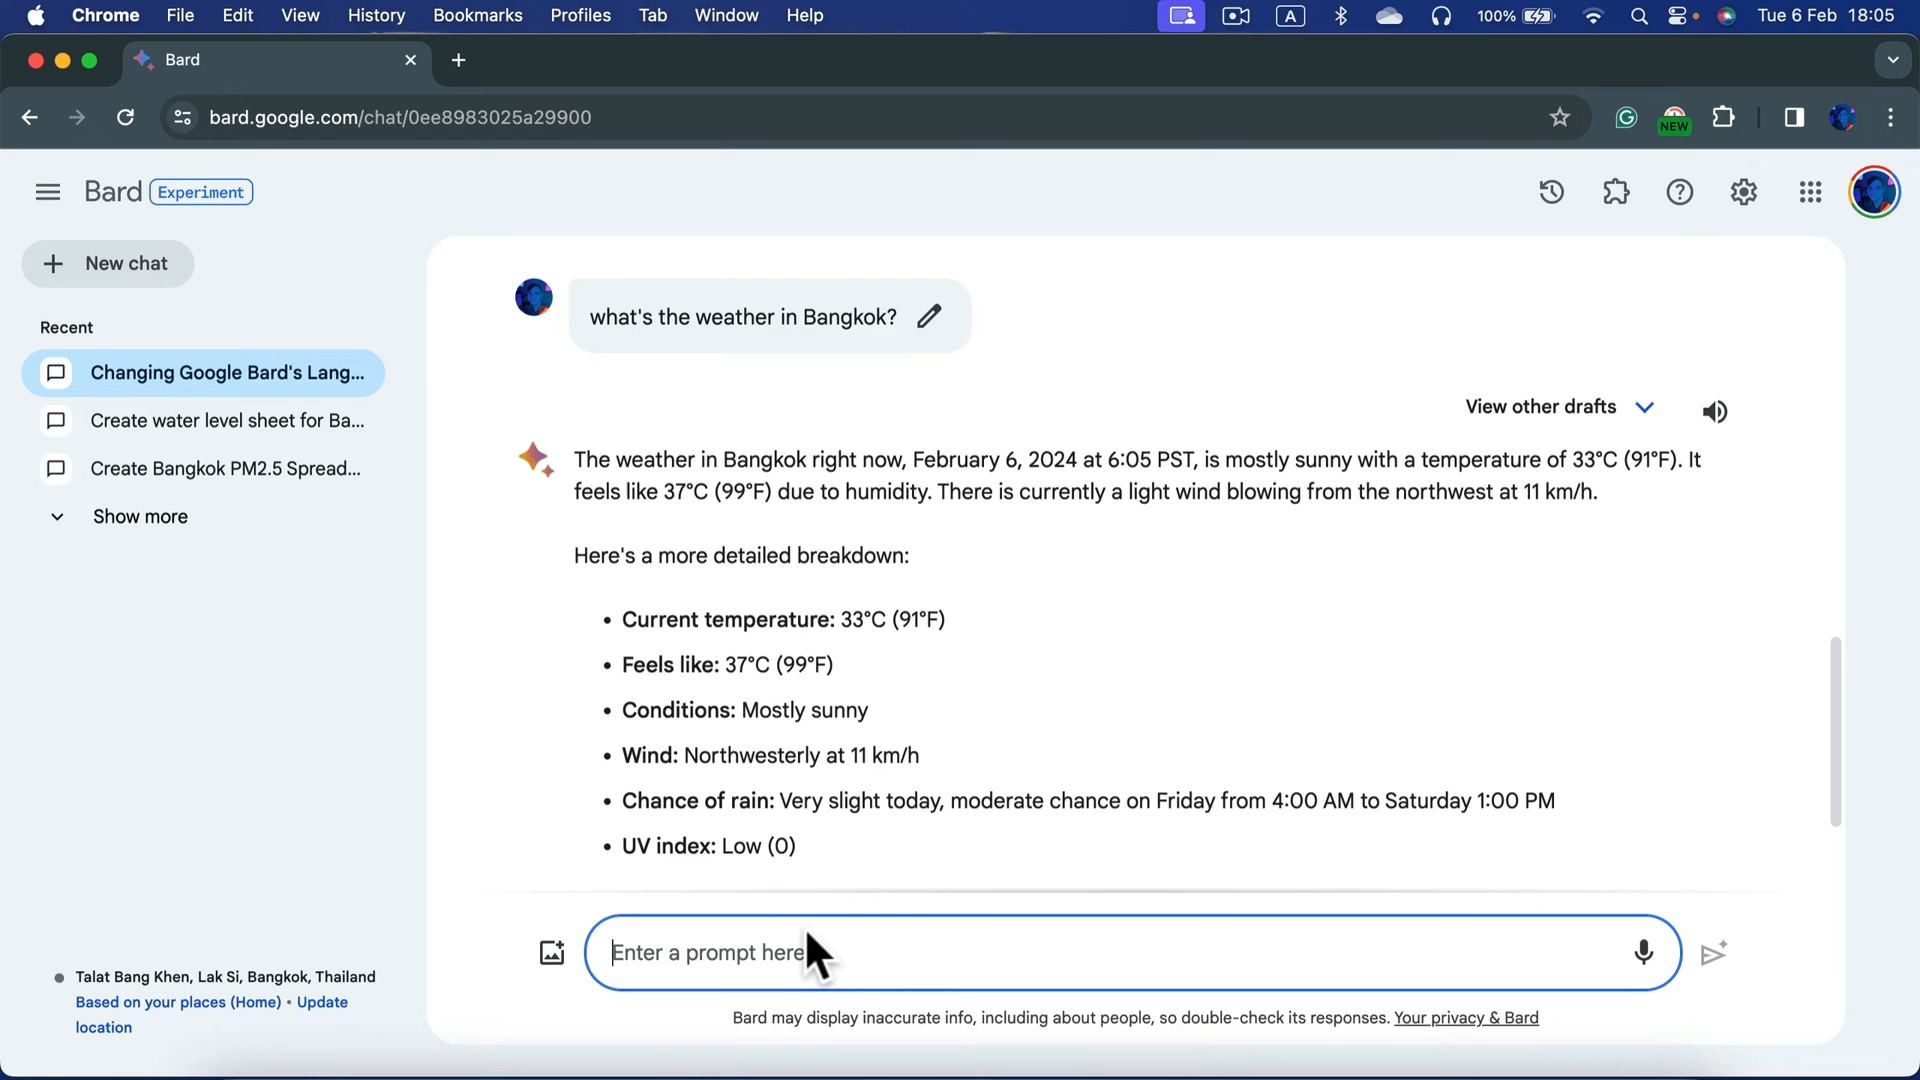 Chrome File Edit View History Bookmarks Profiles Tab Window Help A 100% Tue 6 Feb 18:05
Bard
bard.google.com/chat/0ee8983025a29900
NEW
Bard Experiment
New chat
Recent
Changing Google Bard's Lang...
Create water level sheet for Ba...
Create Bangkok PM2.5 Spread...
Show more
Talat Bang Khen, Lak Si, Bangkok, Thailand
Based on your places (Home) • Update
location
what's the weather in Bangkok?
View other drafts
The weather in Bangkok right now, February 6, 2024 at 6:05 PST, is mostly sunny with a temperature of 33°C (91°F). It
feels like 37°C (99°F) due to humidity. There is currently a light wind blowing from the northwest at 11 km/h.
Here's a more detailed breakdown:
• Current temperature: 33°C (91°F)
• Feels like: 37°C (99°F)
• Conditions: Mostly sunny
• Wind: Northwesterly at 11 km/h
• Chance of rain: Very slight today, moderate chance on Friday from 4:00 AM to Saturday 1:00 PM
• UV index: Low (0)
Enter a prompt here
Bard may display inaccurate info, including about people, so double-check its responses. Your privacy & Bard